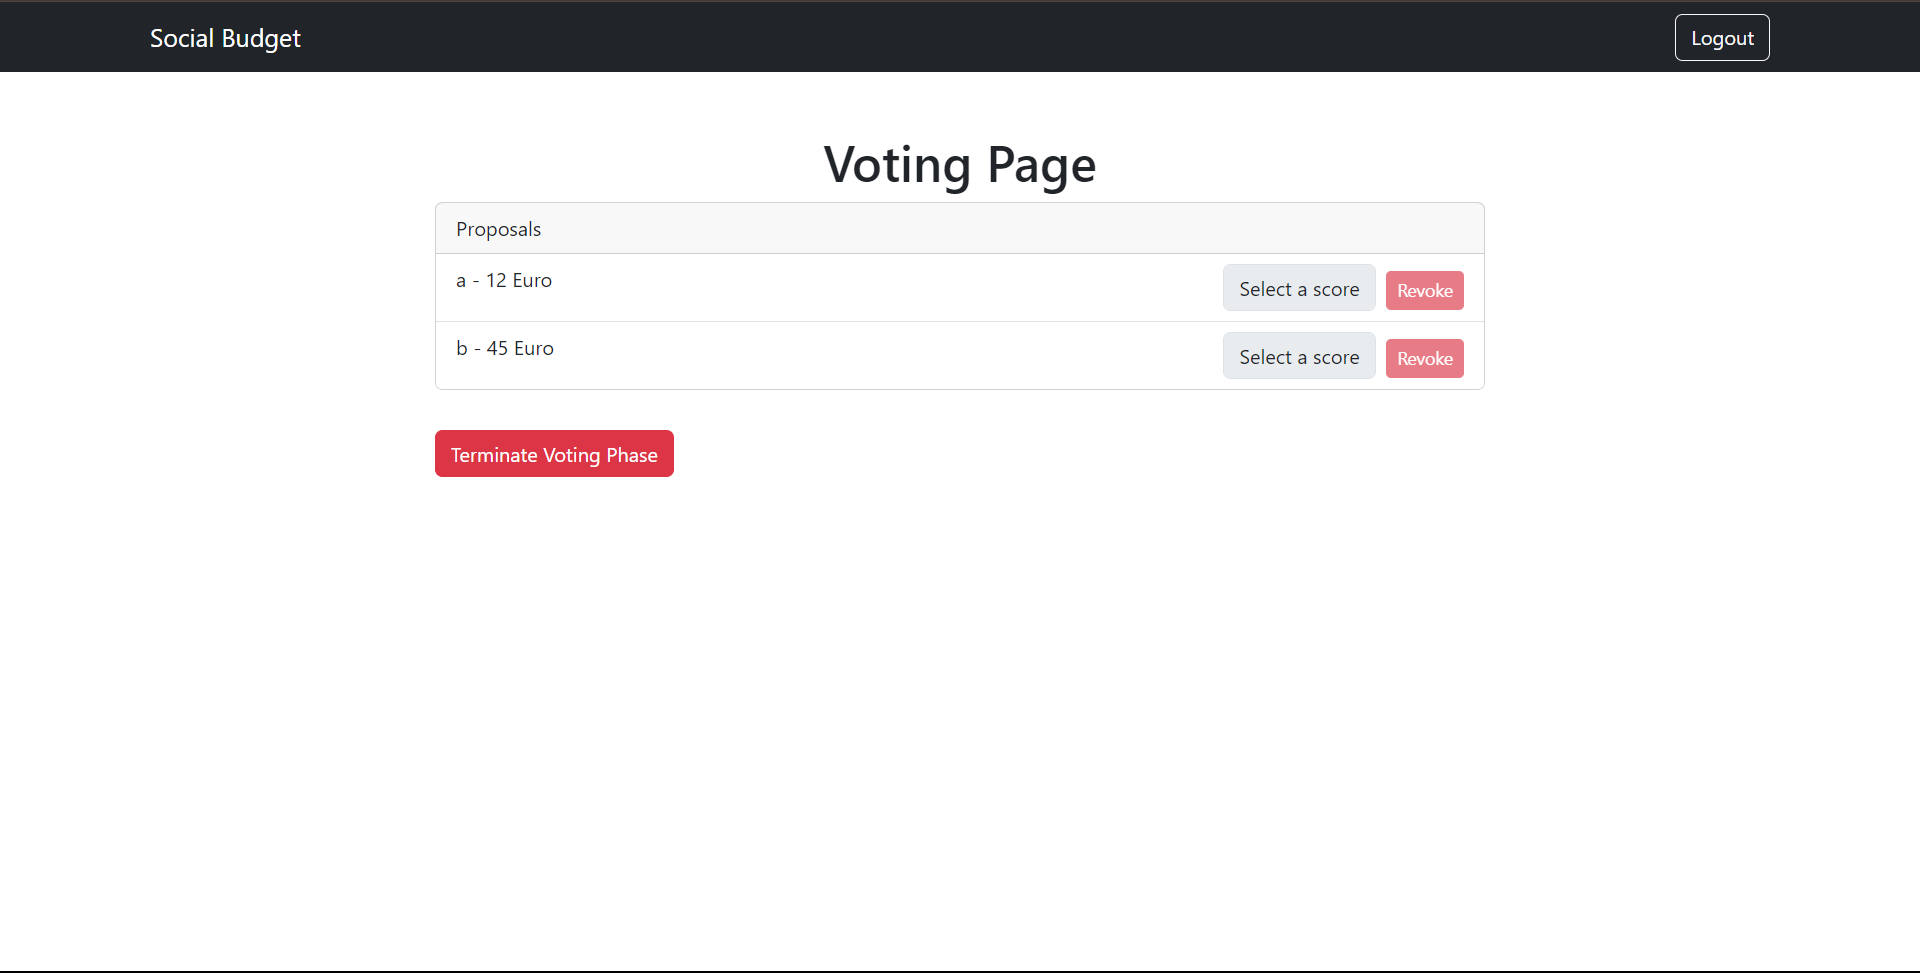 Social Budget Logout
Voting Page
Proposals
a - 12 Euro Select a score Revoke
b - 45 Euro Select a score Revoke
Terminate Voting Phase